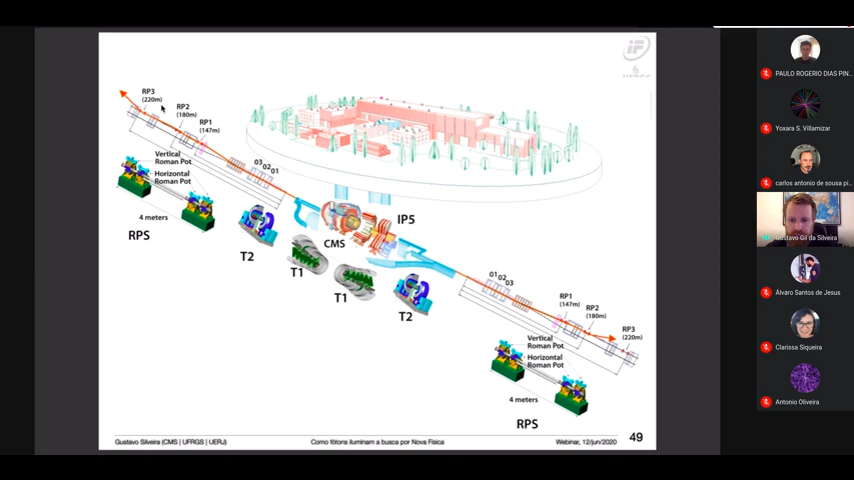 iF
RP3
(220m)
RP2
(180m)
RP1
(147m)
Vertical
Roman Pot
Horizontal
Roman Pot
03
02
01
4 meters
RPS
T2
CMS
IP5
T1
T1
T2
01
02
03
RP1
(147m)
RP2
(180m)
RP3
(220m)
Vertical
Roman Pot
Horizontal
Roman Pot
4 meters
RPS
Gustavo Silveira (CMS | UFRGS | UERJ)
Como fótons iluminam a busca por Nova Física
Webinar, 12/jun/2020
49
PAULO ROGERIO DIAS PIN...
Yoxara S. Villamizar
carlos antonio de sousa pi...
Gustavo Gil da Silveira
Álvaro Santos de Jesus
Clarissa Siqueira
Antonio Oliveira